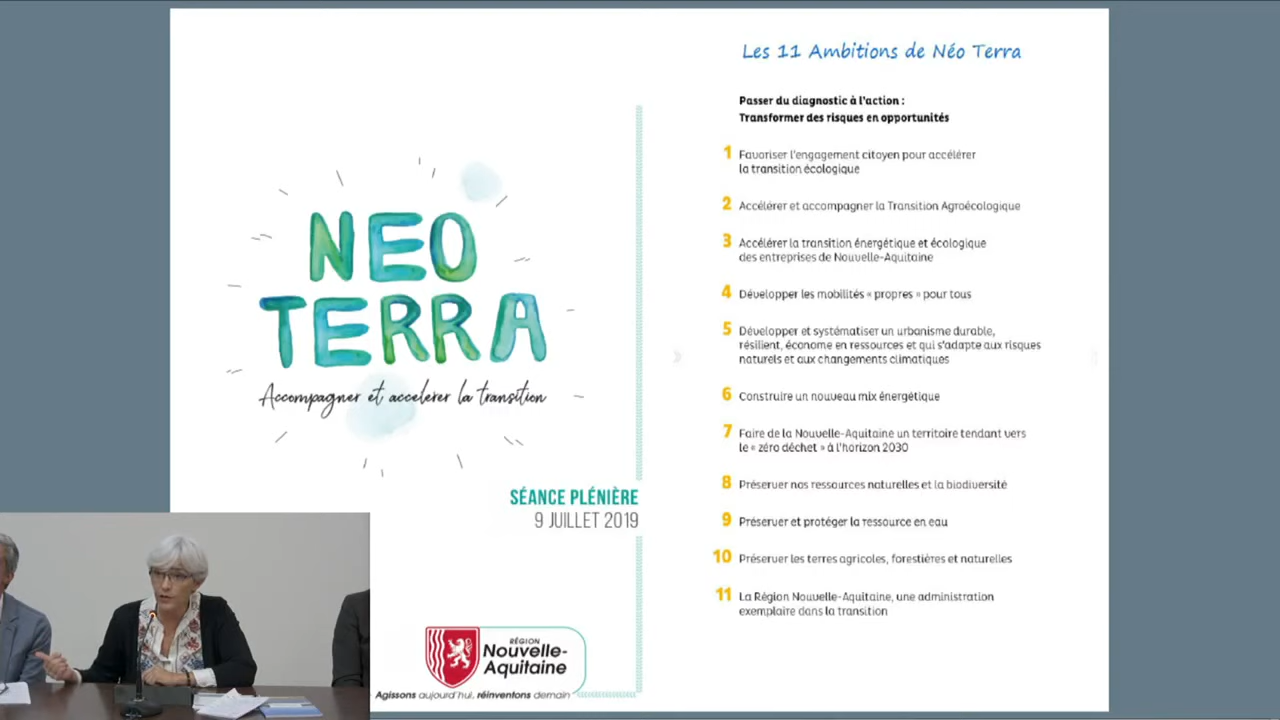 NEO
TERRA
Accompagner et accelerer la transition
SÉANCE PLÉNIÈRE
9 JUILLET 2019
RÉGION
Nouvelle-
Aquitaine
Agissons aujourd'hui, réinventons demain
Les 11 Ambitions de Néo Terra
Passer du diagnostic à l'action :
Transformer des risques en opportunités
1 Favoriser l'engagement citoyen pour accélérer
la transition écologique
2 Accélérer et accompagner la Transition Agroécologique
3 Accélérer la transition énergétique et écologique
des entreprises de Nouvelle-Aquitaine
4 Développer les mobilités « propres » pour tous
5 Développer et systématiser un urbanisme durable,
résilient, économe en ressources et qui s'adapte aux risques
naturels et aux changements climatiques
6 Construire un nouveau mix énergétique
7 Faire de la Nouvelle-Aquitaine un territoire tendant vers
le « zéro déchet » à l'horizon 2030
8 Préserver nos ressources naturelles et la biodiversité
9 Préserver et protéger la ressource en eau
10 Préserver les terres agricoles, forestières et naturelles
11 La Région Nouvelle-Aquitaine, une administration
exemplaire dans la transition